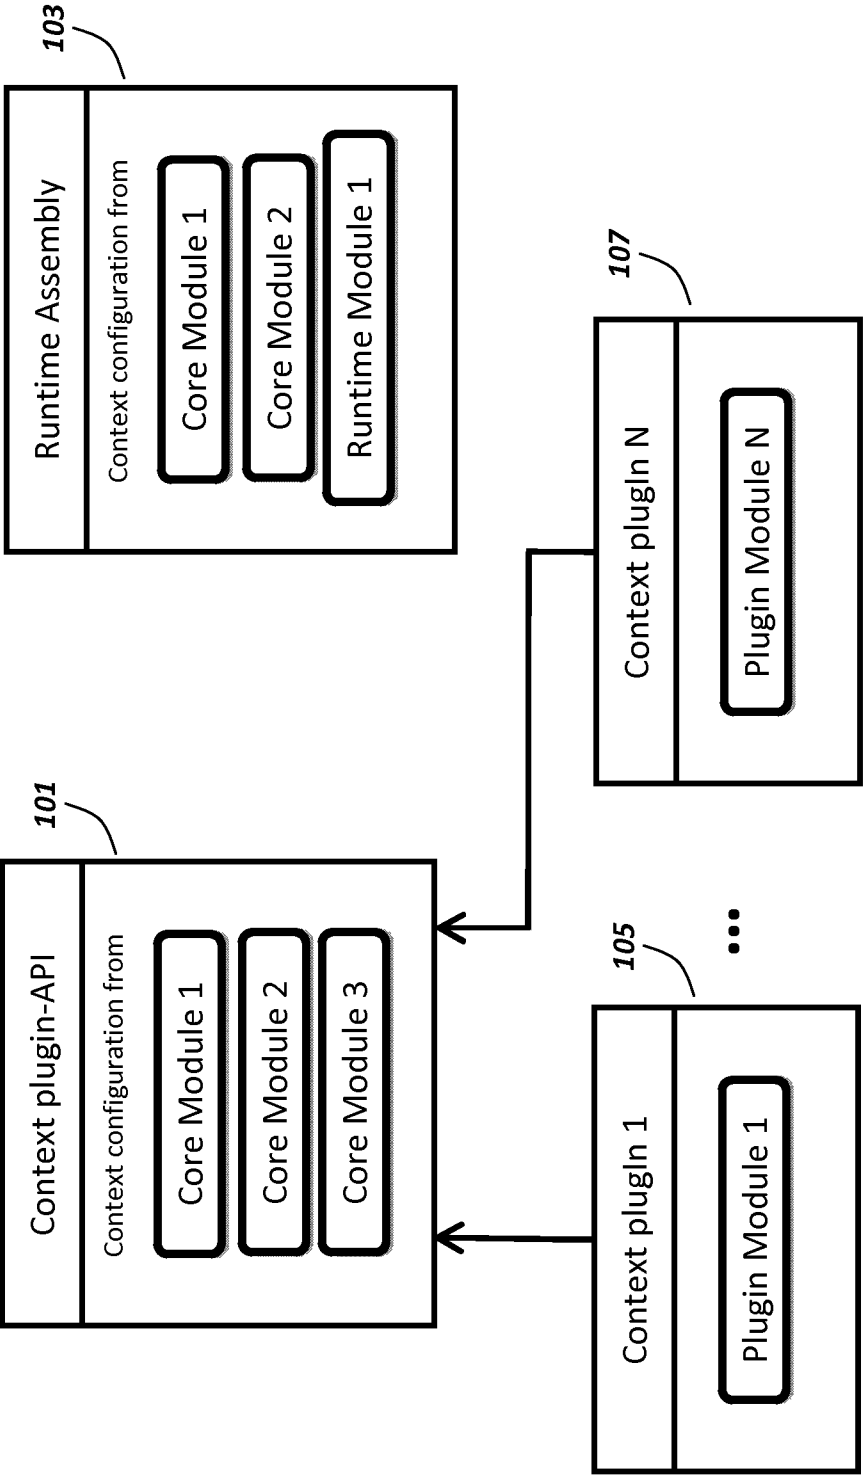 101
Context plugin-API
Context configuration from
Core Module 1
Core Module 2
Core Module 3
103
Runtime Assembly
Context configuration from
Core Module 1
Core Module 2
Runtime Module 1
105
Context plugIn 1
Plugin Module 1
...
107
Context plugIn N
Plugin Module N